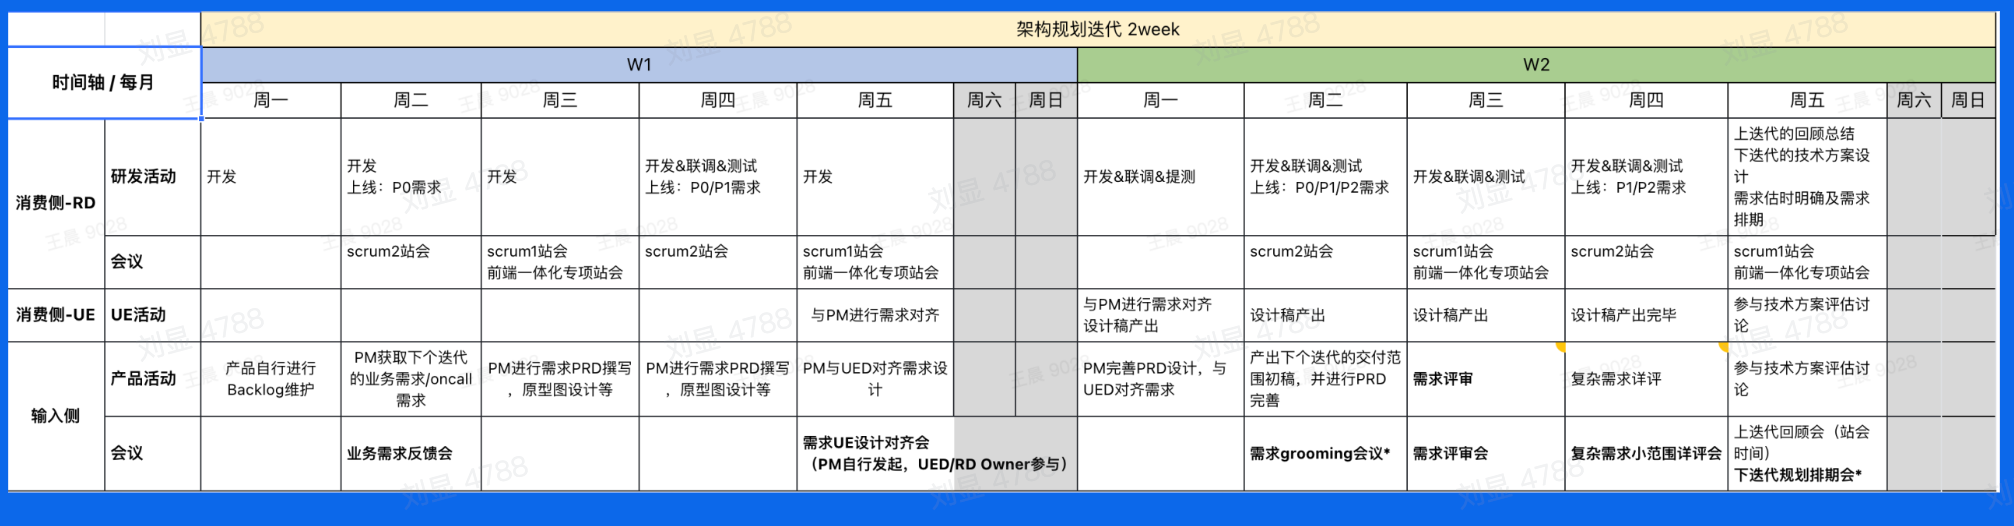 架构规划迭代 2week
时间轴 / 每月
W1
W2
周一
周二
周三
周四
周五
周六
周日
周一
周二
周三
周四
周五
周六
周日
消费侧-RD
研发活动
开发
开发
上线：P0需求
开发
开发&联调&测试
上线：P0/P1需求
开发
开发&联调&提测
开发&联调&测试
上线：P0/P1/P2需求
开发&联调&测试
开发&联调&测试
上线：P1/P2需求
上迭代的回顾总结
下迭代的技术方案设
计
需求估时明确及需求
排期
会议
scrum2站会
scrum1站会
前端一体化专项站会
scrum2站会
scrum1站会
前端一体化专项站会
scrum2站会
scrum1站会
前端一体化专项站会
scrum2站会
scrum1站会
前端一体化专项站会
消费侧-UE
UE活动
与PM进行需求对齐
与PM进行需求对齐
设计稿产出
设计稿产出
设计稿产出
设计稿产出完毕
参与技术方案评估讨
论
输入侧
产品活动
产品自行进行
Backlog维护
PM获取下个迭代
的业务需求/oncall
需求
PM进行需求PRD撰写
，原型图设计等
PM进行需求PRD撰写
，原型图设计等
PM与UED对齐需求设
计
PM完善PRD设计，与
UED对齐需求
产出下个迭代的交付范
围初稿，并进行PRD
完善
需求评审
复杂需求详评
参与技术方案评估讨
论
会议
业务需求反馈会
需求UE设计对齐会
（PM自行发起，UED/RD Owner参与）
需求grooming会议*
需求评审会
复杂需求小范围详评会
上迭代回顾会（站会
时间）
下迭代规划排期会*
刘显 4788
王晨 9028